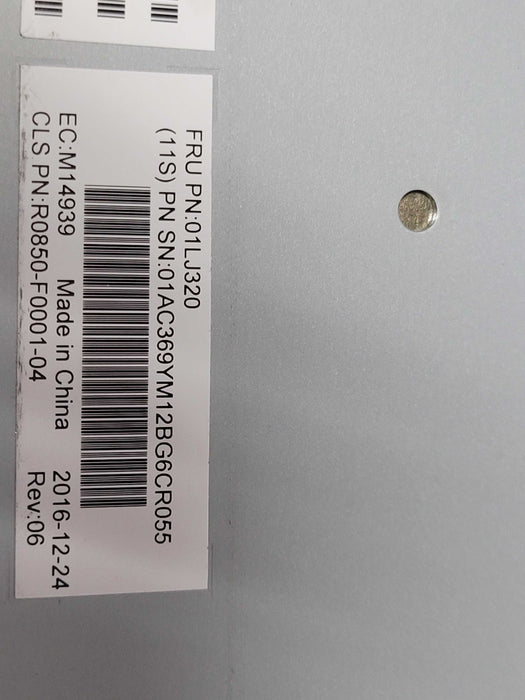 FRU PN:01LJ320
(11S) PN SN:01AC369YM12BG6CR055
EC:M14939 Made in China 2016-12-24
CLS PN:R0850-F0001-04 Rev:06